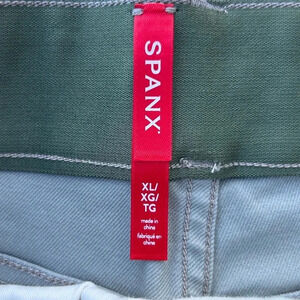 SPANX
XL/
XG/
TG
made in
china
fabriqué en
chine